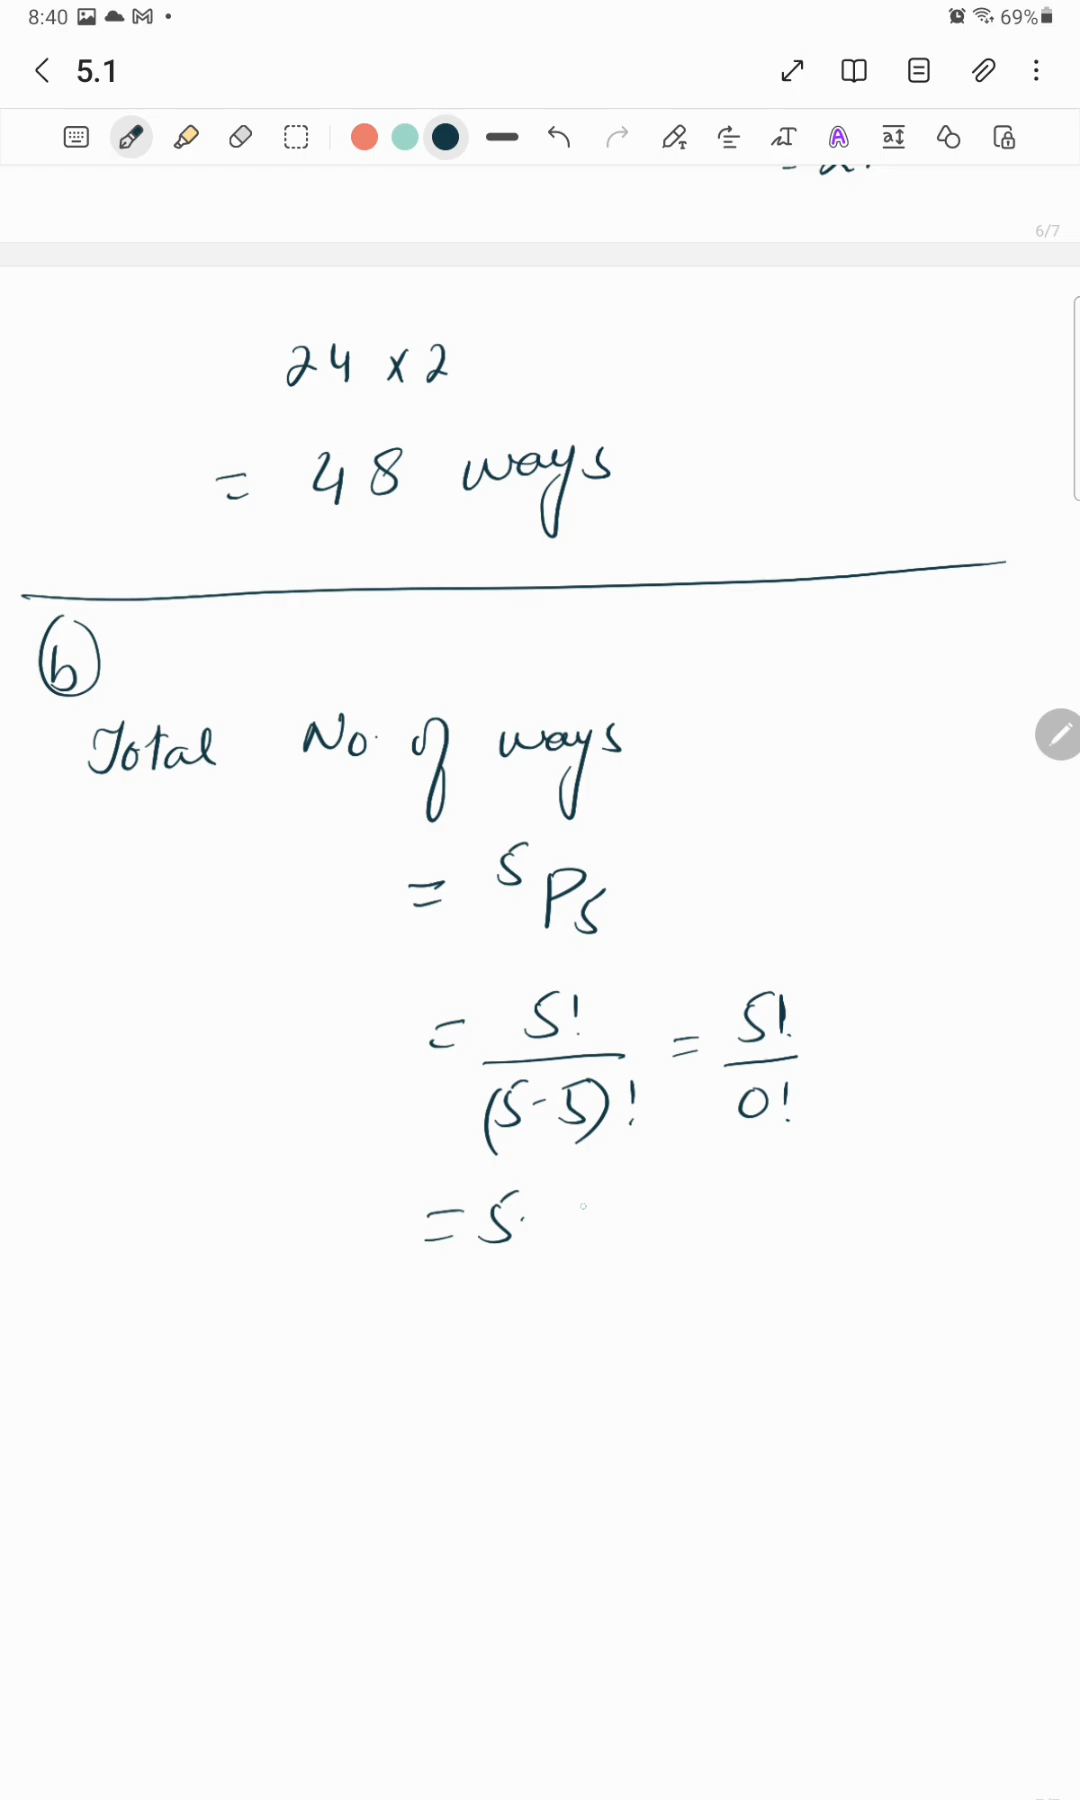 8:40 69%
5.1
6/7
24 x 2
= 48 ways
b
Total No. of ways
= ⁵P₅
= 5! / (5-5)! = 5! / 0!
= 5.